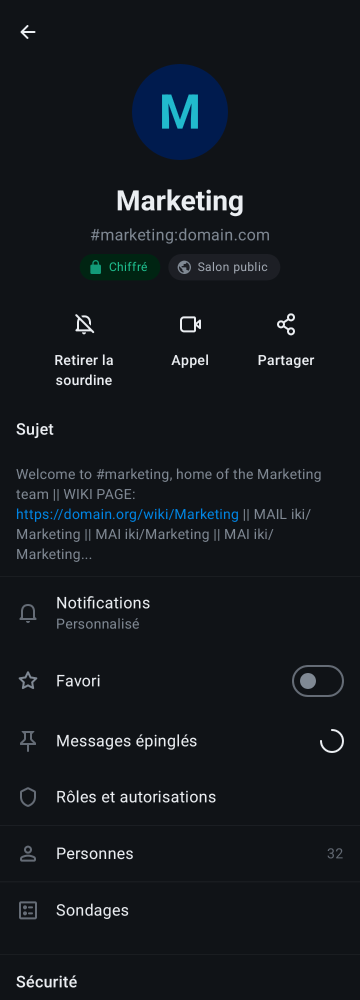 M
Marketing
#marketing:domain.com
Chiffré
Salon public
Retirer la
sourdine
Appel
Partager
Sujet
Welcome to #marketing, home of the Marketing
team || WIKI PAGE:
https://domain.org/wiki/Marketing || MAIL iki/
Marketing || MAI iki/Marketing || MAI iki/
Marketing...
Notifications
Personnalisé
Favori
Messages épinglés
Rôles et autorisations
Personnes
32
Sondages
Sécurité